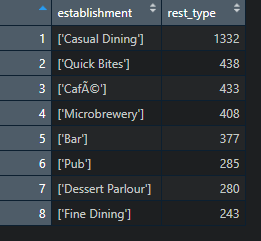 establishment rest_type
1 ['Casual Dining'] 1332
2 ['Quick Bites'] 438
3 ['CafÃ©'] 433
4 ['Microbrewery'] 408
5 ['Bar'] 377
6 ['Pub'] 285
7 ['Dessert Parlour'] 280
8 ['Fine Dining'] 243